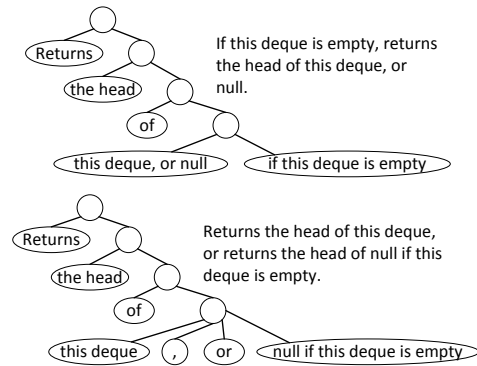 Returns
If this deque is empty, returns
the head of this deque, or
null.
the head
of
this deque, or null
if this deque is empty
Returns
Returns the head of this deque,
or returns the head of null if this
deque is empty.
the head
of
this deque
,
or
null if this deque is empty